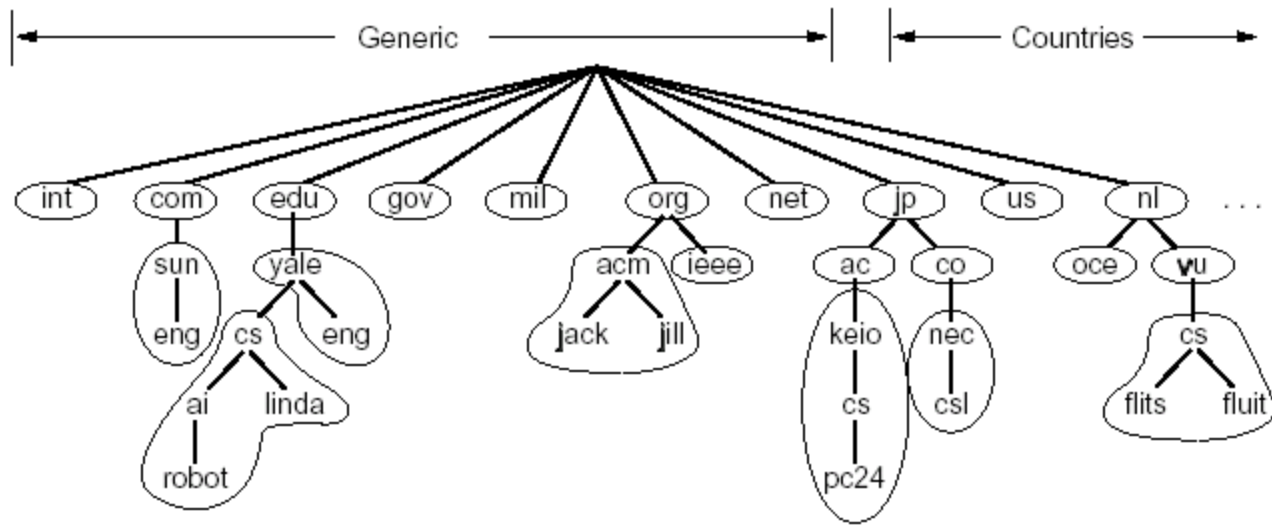 Generic Countries
int com edu gov mil org net jp us nl . . .
sun yale acm ieee ac co oce vu
eng cs eng jack jill keio nec cs
ai linda cs csl flits fluit
robot pc24